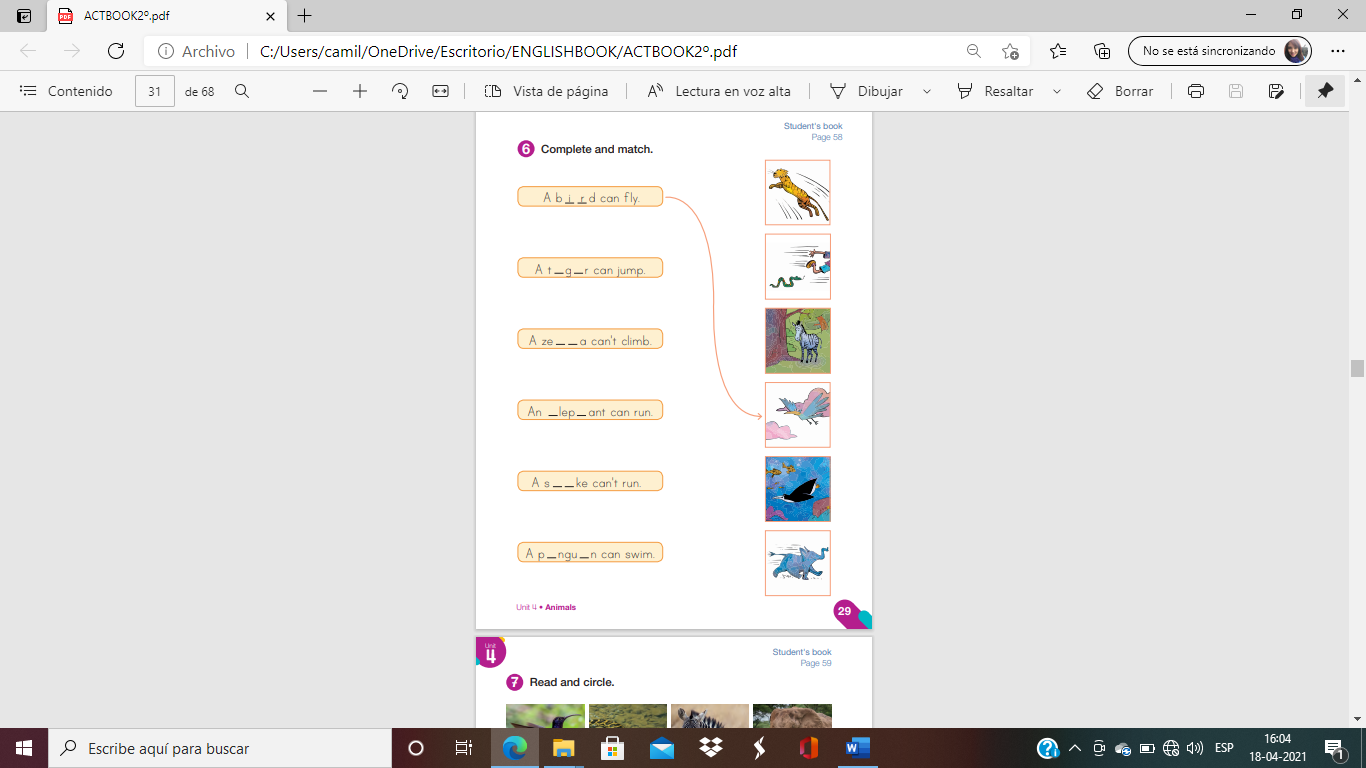 ACTBOOK2º.pdf
Archivo C:/Users/camil/OneDrive/Escritorio/ENGLISHBOOK/ACTBOOK2º.pdf No se está sincronizando
Contenido 31 de 68 Vista de página Lectura en voz alta Dibujar Resaltar Borrar
Student's book
Page 58
6 Complete and match.
A b i r d can fly.
A t _ g _ r can jump.
A ze _ _ a can't climb.
An _ lep _ ant can run.
A s _ _ ke can't run.
A p _ ngu _ n can swim.
Unit 4 • Animals
29
Unit
4
Student's book
Page 59
7 Read and circle.
Escribe aquí para buscar
ESP
16:04
18-04-2021
1